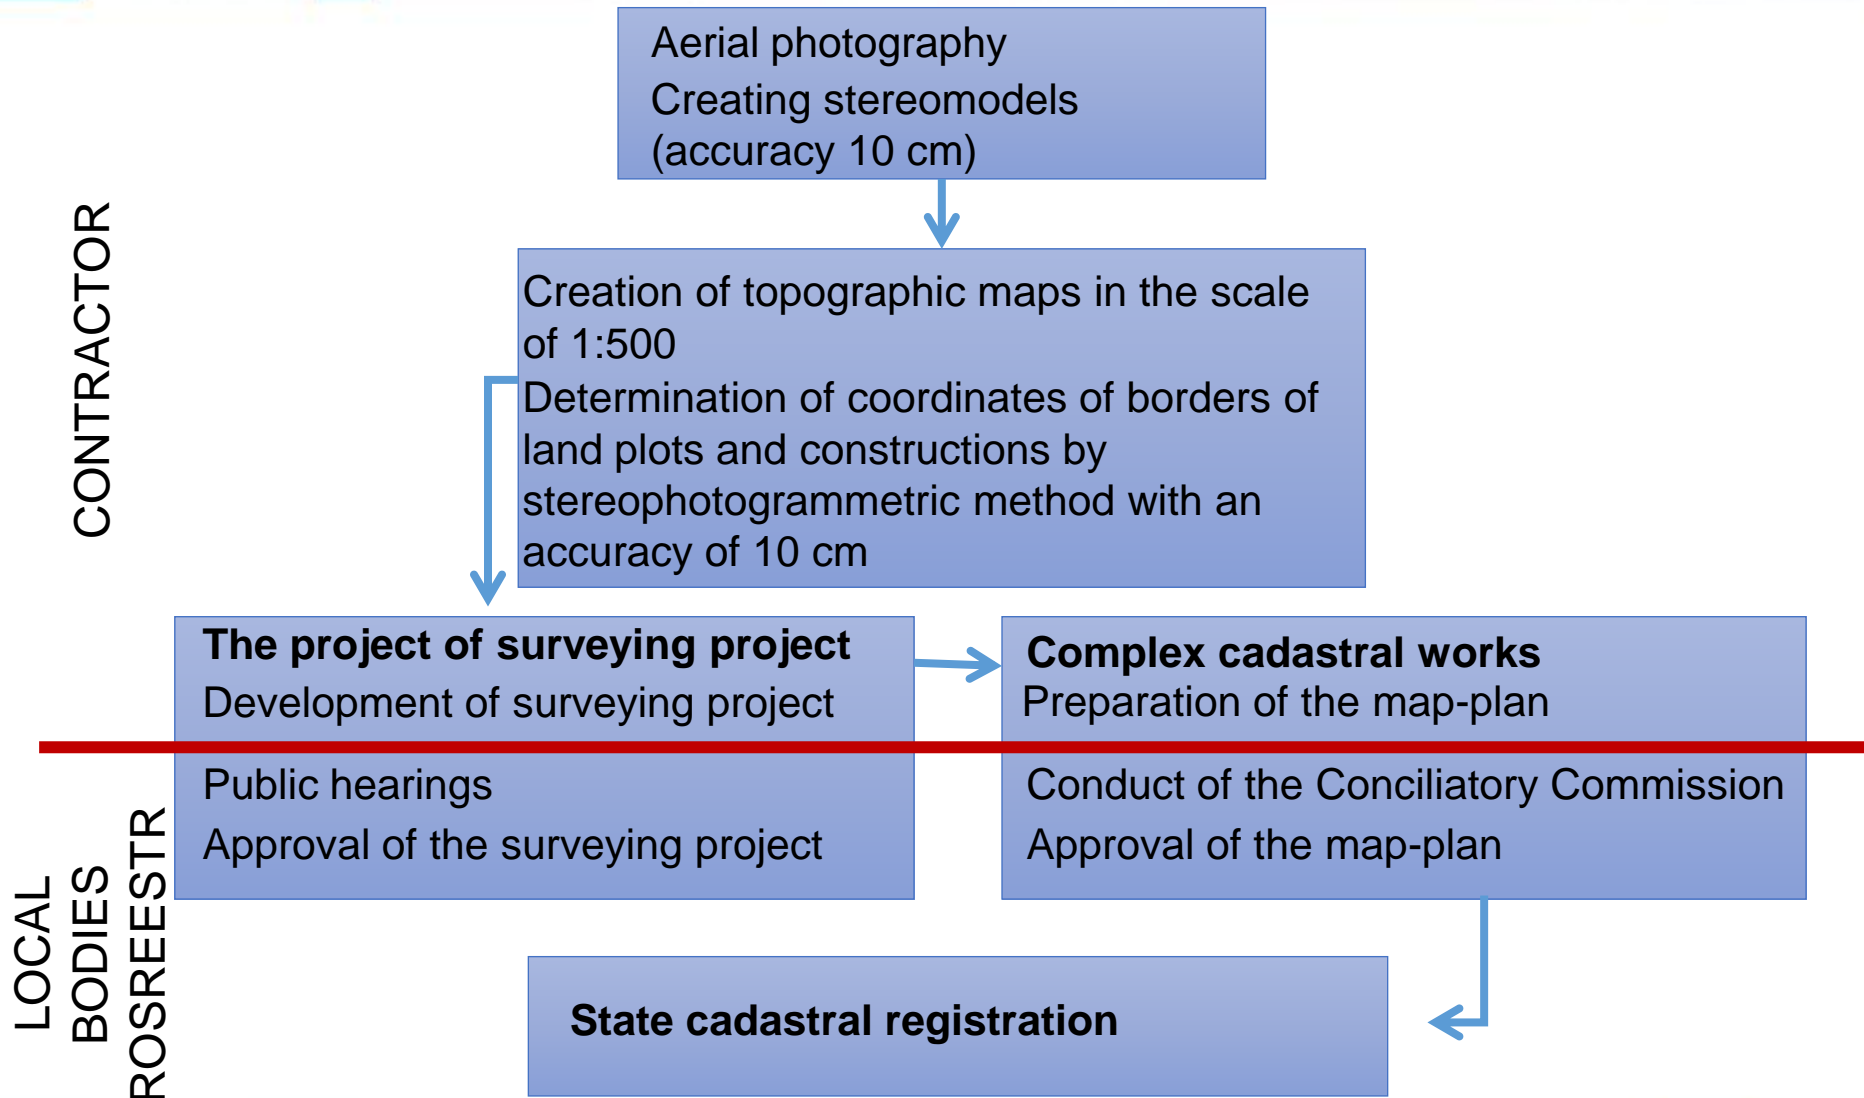 Aerial photography
Creating stereomodels
(accuracy 10 cm)
CONTRACTOR
Creation of topographic maps in the scale
of 1:500
Determination of coordinates of borders of
land plots and constructions by
stereophotogrammetric method with an
accuracy of 10 cm
The project of surveying project
Development of surveying project
Complex cadastral works
Preparation of the map-plan
Public hearings
Approval of the surveying project
Conduct of the Conciliatory Commission
Approval of the map-plan
LOCAL
BODIES
ROSREESTR
State cadastral registration